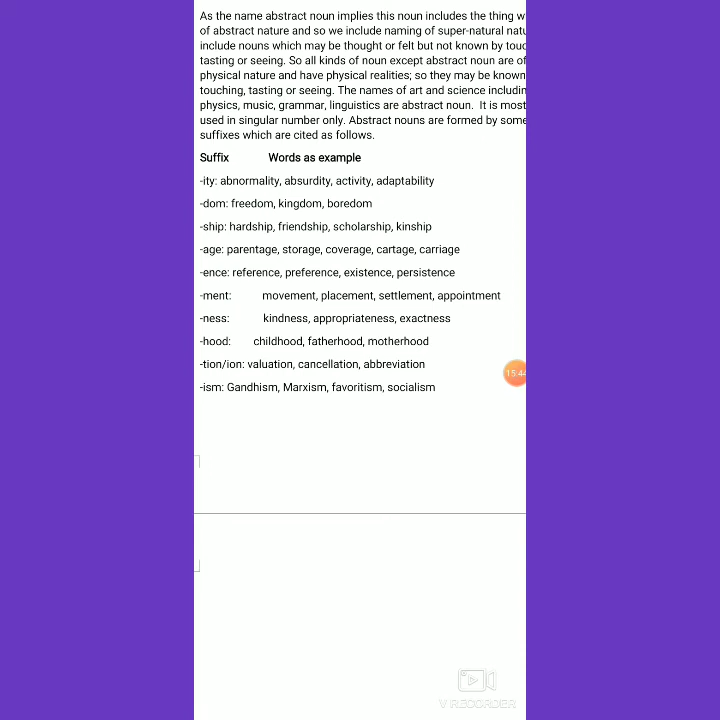 As the name abstract noun implies this noun includes the thing
of abstract nature and so we include naming of super-natural
include nouns which may be thought or felt but not known by
tasting or seeing. So all kinds of noun except abstract noun are of
physical nature and have physical realities; so they may be known
touching, tasting or seeing. The names of art and science
physics, music, grammar, linguistics are abstract noun. It is most
used in singular number only. Abstract nouns are formed by some
suffixes which are cited as follows.
Suffix Words as example
-ity: abnormality, absurdity, activity, adaptability
-dom: freedom, kingdom, boredom
-ship: hardship, friendship, scholarship, kinship
-age: parentage, storage, coverage, cartage, carriage
-ence: reference, preference, existence, persistence
-ment: movement, placement, settlement, appointment
-ness: kindness, appropriateness, exactness
-hood: childhood, fatherhood, motherhood
-tion/ion: valuation, cancellation, abbreviation
-ism: Gandhism, Marxism, favoritism, socialism
15:44
V RECORDER